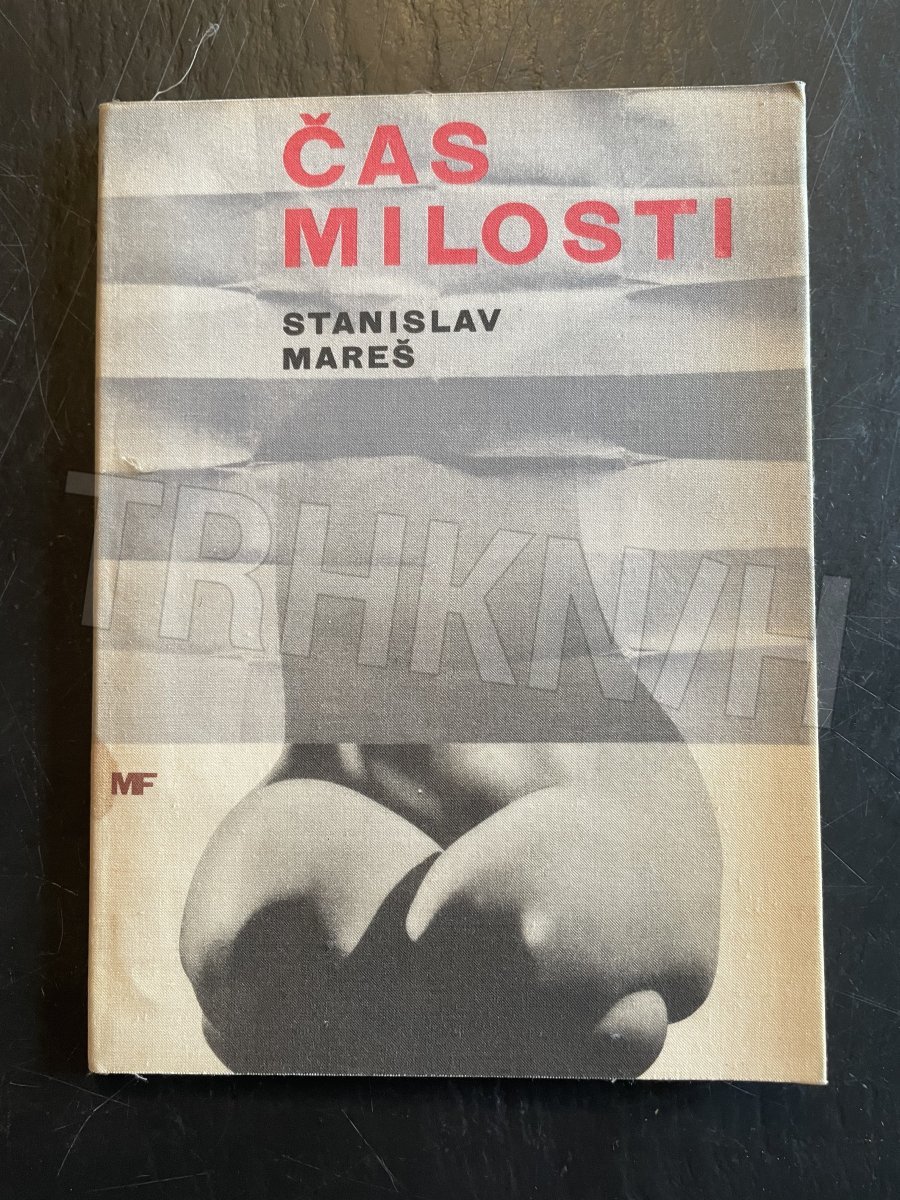 ČAS
MILOSTI
STANISLAV
MAREŠ
TRHKNIH
MF